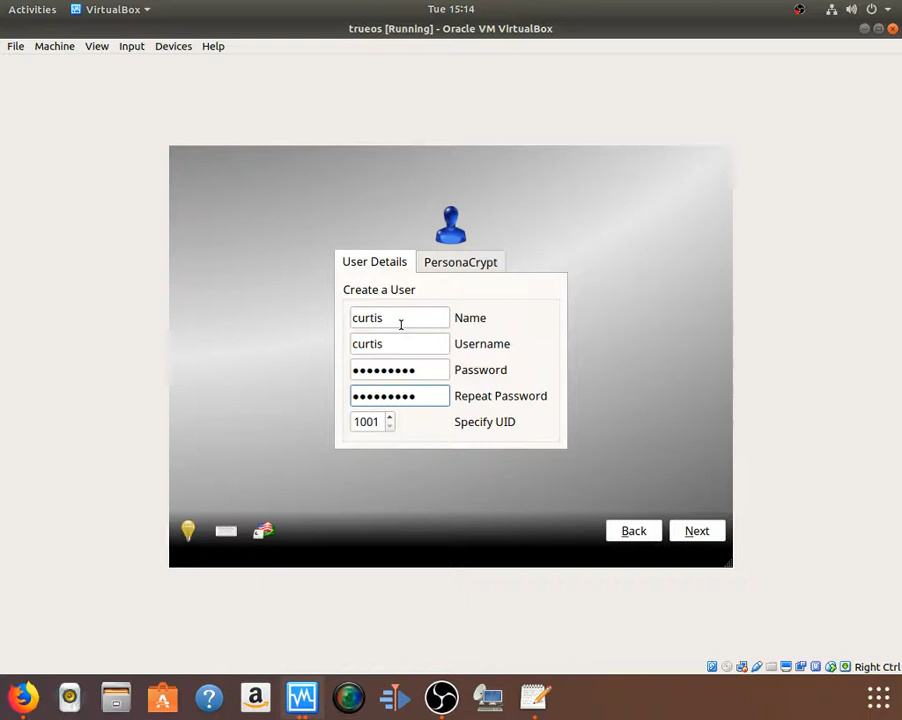 Activities VirtualBox Tue 15:14
trueos [Running] - Oracle VM VirtualBox
File Machine View Input Devices Help
User Details PersonaCrypt
Create a User
curtis Name
curtis Username
●●●●●●●●● Password
●●●●●●●●● Repeat Password
1001 Specify UID
Back Next
Right Ctrl